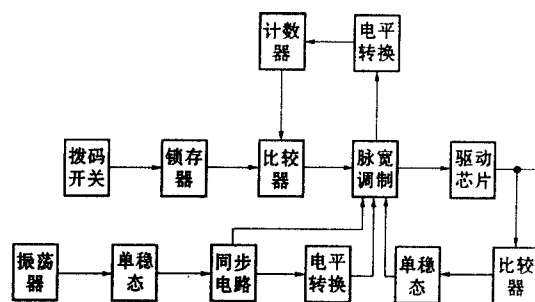 计数
器
电平
转换
拨码
开关
锁存
器
比较
器
脉宽
调制
驱动
芯片
振荡
器
单稳
态
同步
电路
电平
转换
单稳
态
比较
器